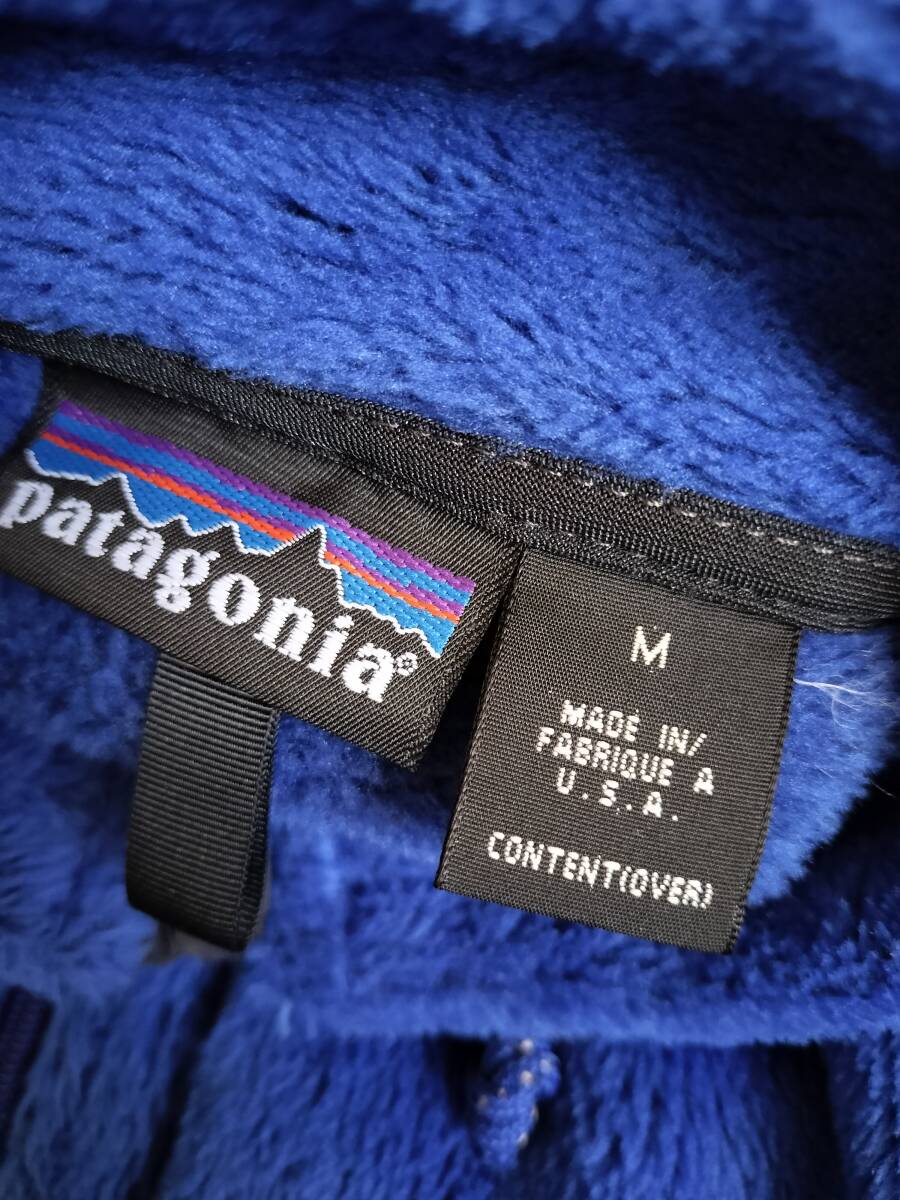 patagonia®
M
MADE IN/
FABRIQUE A
U.S.A.
CONTENT(OVER)